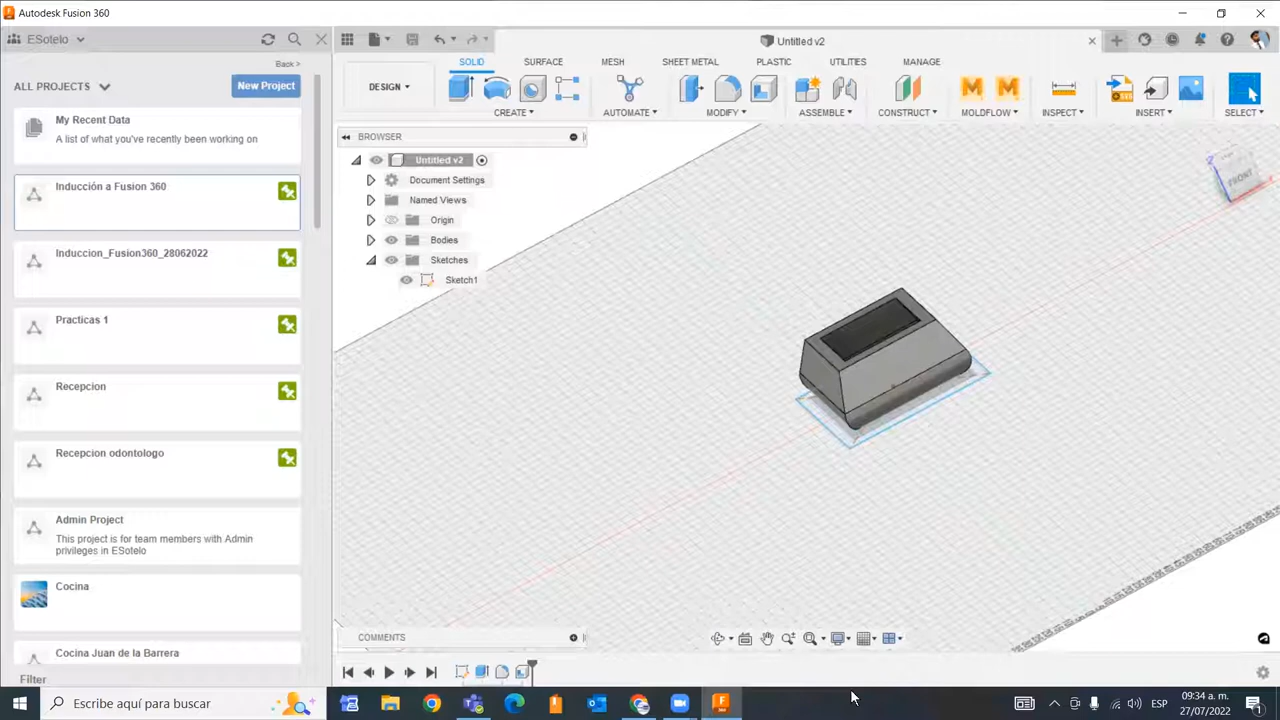 Autodesk Fusion 360
ESotelo
Untitled v2
Back >
ALL PROJECTS
New Project
My Recent Data
A list of what you've recently been working on
Inducción a Fusion 360
Induccion_Fusion360_28062022
Practicas 1
Recepcion
Recepcion odontologo
Admin Project
This project is for team members with Admin
privileges in ESotelo
Cocina
Cocina Juan de la Barrera
Filter
SOLID
SURFACE
MESH
SHEET METAL
PLASTIC
UTILITIES
MANAGE
DESIGN
CREATE
AUTOMATE
MODIFY
ASSEMBLE
CONSTRUCT
MOLDFLOW
INSPECT
INSERT
SELECT
BROWSER
Untitled v2
Document Settings
Named Views
Origin
Bodies
Sketches
Sketch1
FRONT
Z
COMMENTS
Escribe aquí para buscar
ESP
09:34 a. m.
27/07/2022